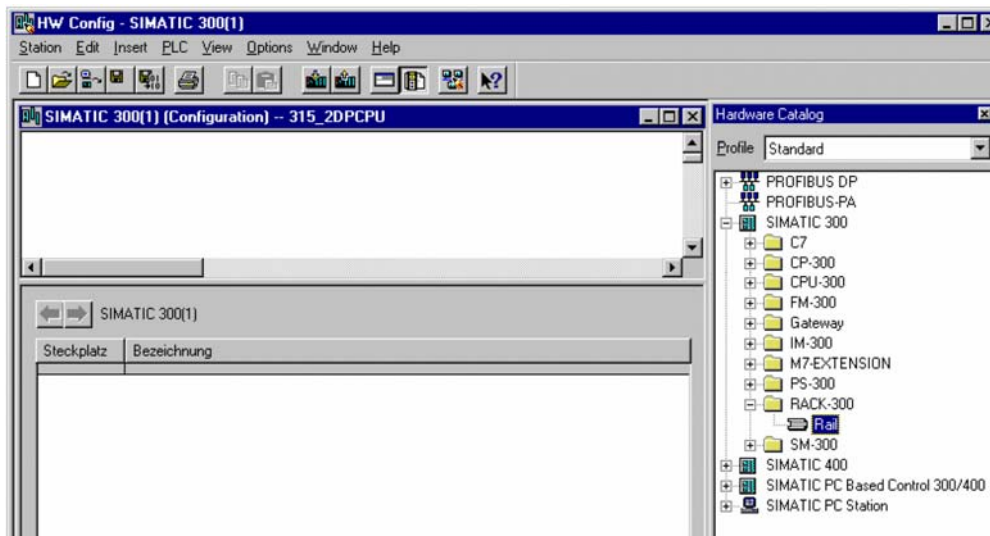 HW Config - SIMATIC 300(1)
Station Edit Insert PLC View Options Window Help
SIMATIC 300(1) (Configuration) -- 315_2DPCPU
SIMATIC 300(1)
Steckplatz Bezeichnung
Hardware Catalog
Profile Standard
PROFIBUS DP
PROFIBUS-PA
SIMATIC 300
C7
CP-300
CPU-300
FM-300
Gateway
IM-300
M7-EXTENSION
PS-300
RACK-300
Rail
SM-300
SIMATIC 400
SIMATIC PC Based Control 300/400
SIMATIC PC Station